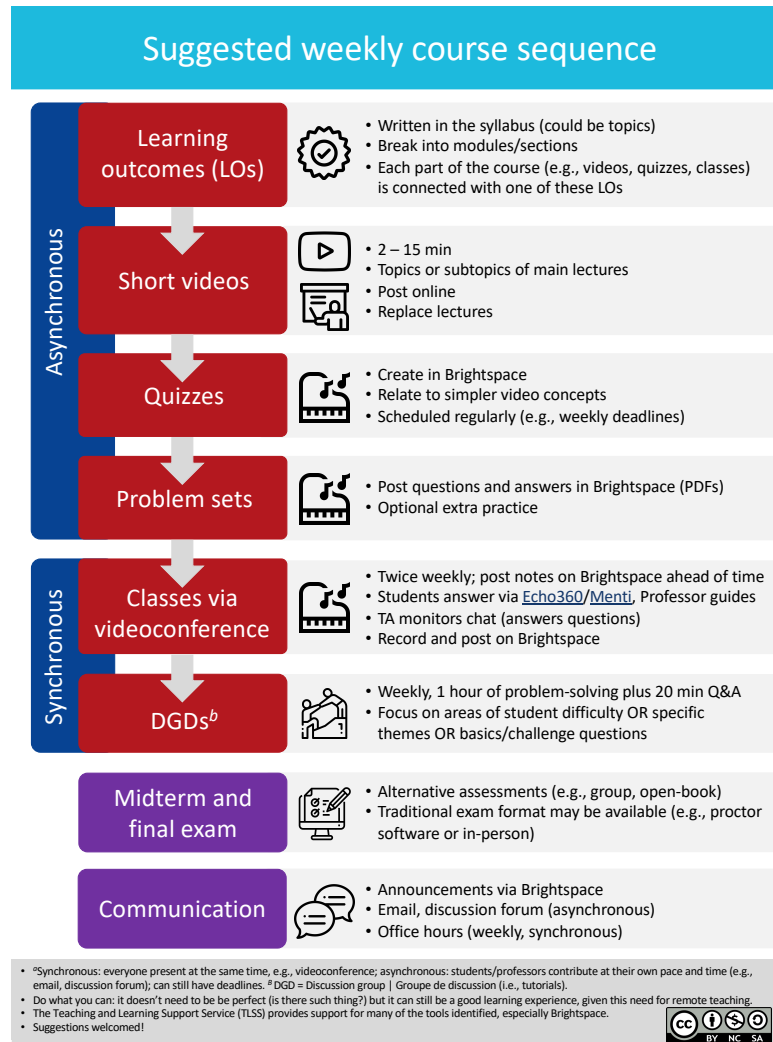 Suggested weekly course sequence
Asynchronous
Learning
outcomes (LOs)
• Written in the syllabus (could be topics)
• Break into modules/sections
• Each part of the course (e.g., videos, quizzes, classes)
is connected with one of these LOs
Short videos
• 2 – 15 min
• Topics or subtopics of main lectures
• Post online
• Replace lectures
Quizzes
• Create in Brightspace
• Relate to simpler video concepts
• Scheduled regularly (e.g., weekly deadlines)
Problem sets
• Post questions and answers in Brightspace (PDFs)
• Optional extra practice
Synchronous
Classes via
videoconference
• Twice weekly; post notes on Brightspace ahead of time
• Students answer via Echo360/Menti, Professor guides
• TA monitors chat (answers questions)
• Record and post on Brightspace
DGDsᵇ
• Weekly, 1 hour of problem-solving plus 20 min Q&A
• Focus on areas of student difficulty OR specific
themes OR basics/challenge questions
Midterm and
final exam
• Alternative assessments (e.g., group, open-book)
• Traditional exam format may be available (e.g., proctor
software or in-person)
Communication
• Announcements via Brightspace
• Email, discussion forum (asynchronous)
• Office hours (weekly, synchronous)
• ᵃSynchronous: everyone present at the same time, e.g., videoconference; asynchronous: students/professors contribute at their own pace and time (e.g.,
email, discussion forum); can still have deadlines. ᴮ DGD = Discussion group | Groupe de discussion (i.e., tutorials).
• Do what you can: it doesn't need to be be perfect (is there such thing?) but it can still be a good learning experience, given this need for remote teaching.
• The Teaching and Learning Support Service (TLSS) provides support for many of the tools identified, especially Brightspace.
• Suggestions welcomed!
cc
BY NC SA